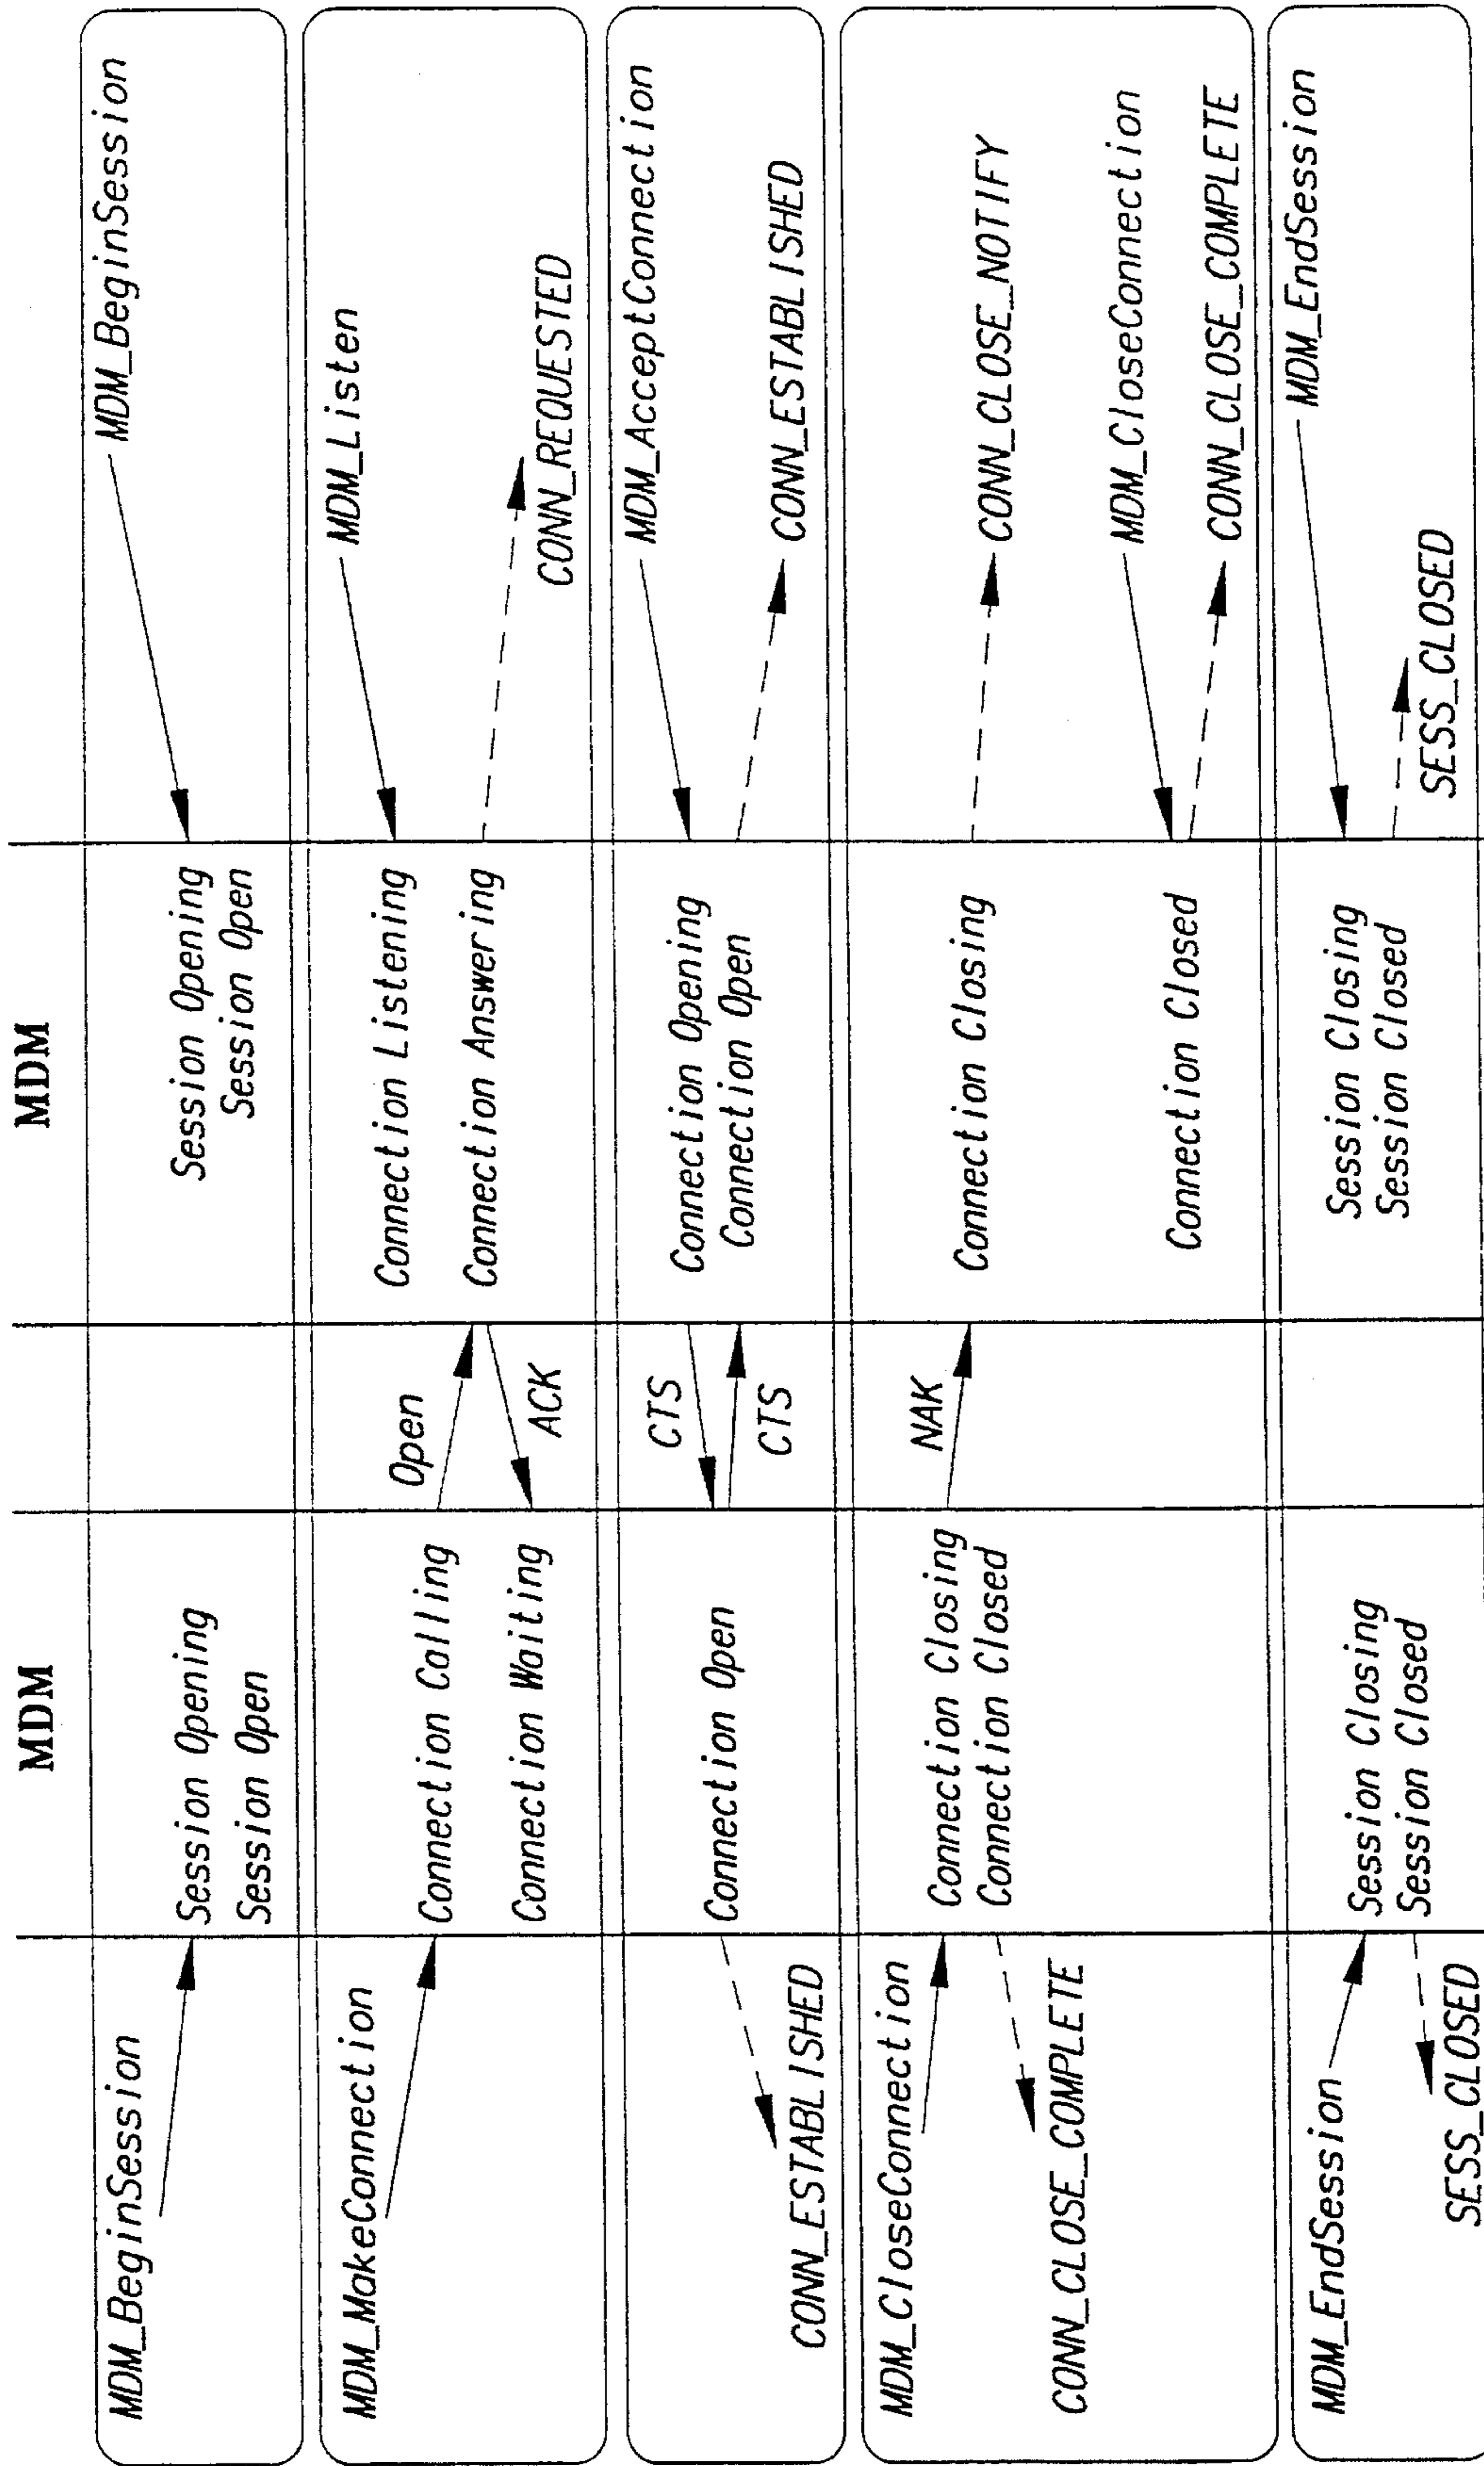 MDM
MDM
MDM_BeginSession
Session Opening
Session Open
Session Opening
Session Open
MDM_BeginSession
MDM_MakeConnection
Connection Calling
Connection Waiting
Open
ACK
Connection Listening
Connection Answering
MDM_Listen
CONN_REQUESTED
CONN_ESTABLISHED
Connection Open
CTS
CTS
Connection Opening
Connection Open
MDM_AcceptConnection
CONN_ESTABLISHED
MDM_CloseConnection
CONN_CLOSE_COMPLETE
Connection Closing
Connection Closed
NAK
Connection Closing
Connection Closed
CONN_CLOSE_NOTIFY
MDM_CloseConnection
CONN_CLOSE_COMPLETE
MDM_EndSession
SESS_CLOSED
Session Closing
Session Closed
Session Closing
Session Closed
MDM_EndSession
SESS_CLOSED